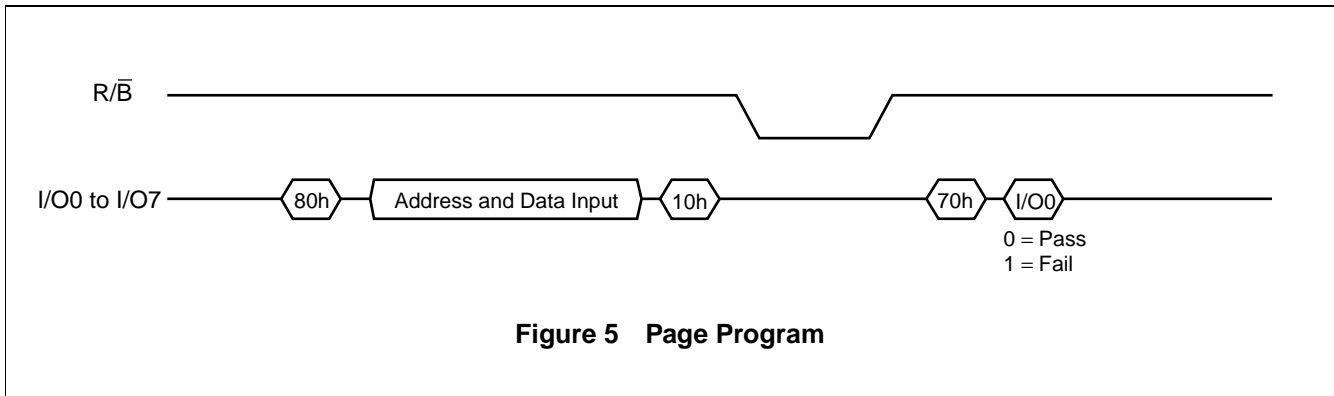 R/B̅
I/O0 to I/O7 80h Address and Data Input 10h 70h I/O0
0 = Pass
1 = Fail
Figure 5 Page Program